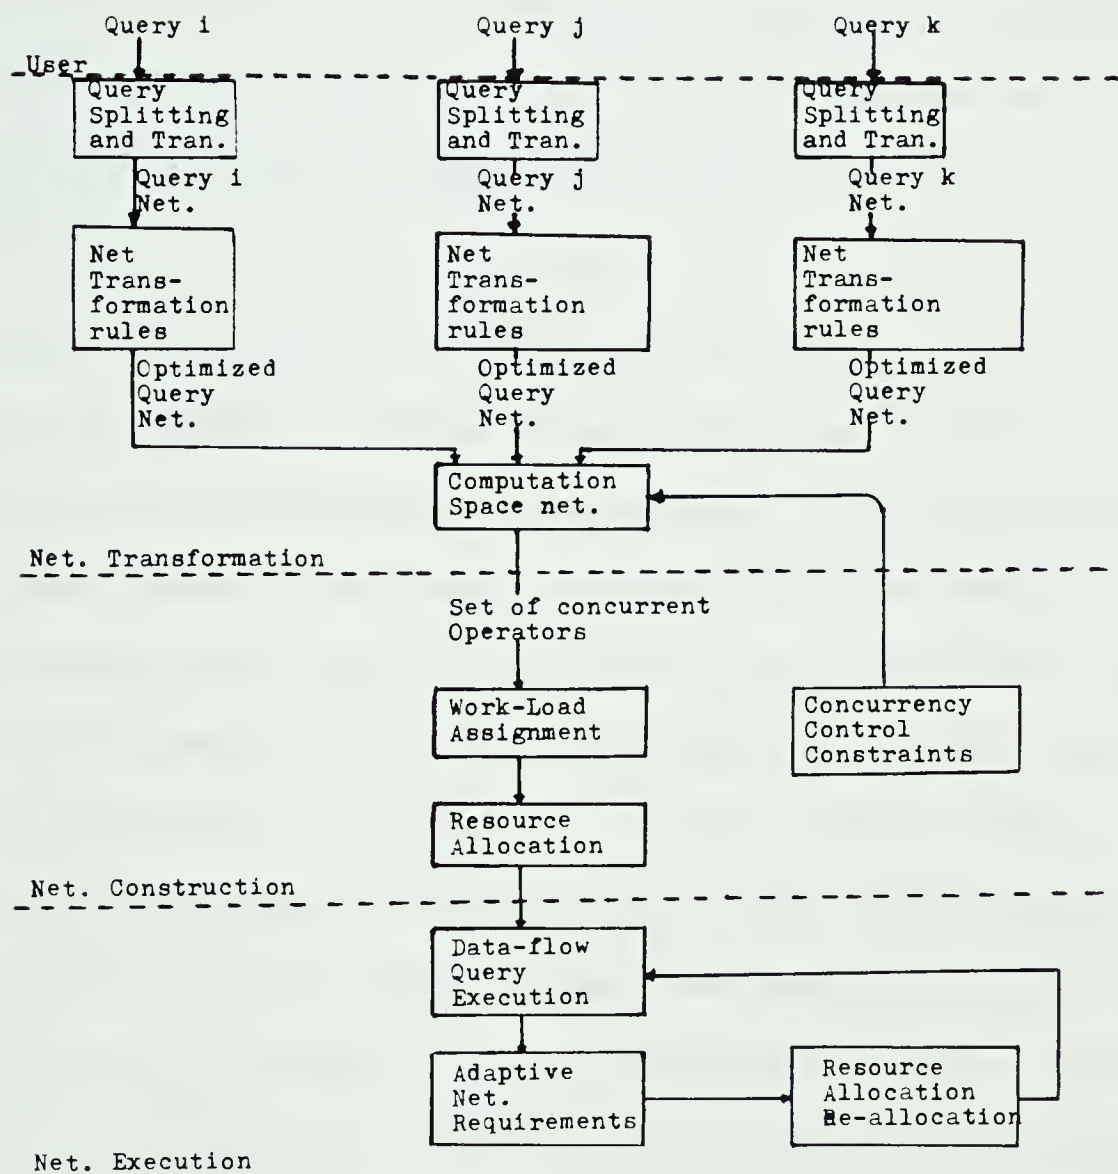 Query i
Query j
Query k
User
Query
Splitting
and Tran.
Query
Splitting
and Tran.
Query
Splitting
and Tran.
Query i
Net.
Query j
Net.
Query k
Net.
Net
Trans-
formation
rules
Net
Trans-
formation
rules
Net
Trans-
formation
rules
Optimized
Query
Net.
Optimized
Query
Net.
Optimized
Query
Net.
Computation
Space net.
Net. Transformation
Set of concurrent
Operators
Work-Load
Assignment
Concurrency
Control
Constraints
Resource
Allocation
Net. Construction
Data-flow
Query
Execution
Adaptive
Net.
Requirements
Resource
Allocation
Re-allocation
Net. Execution